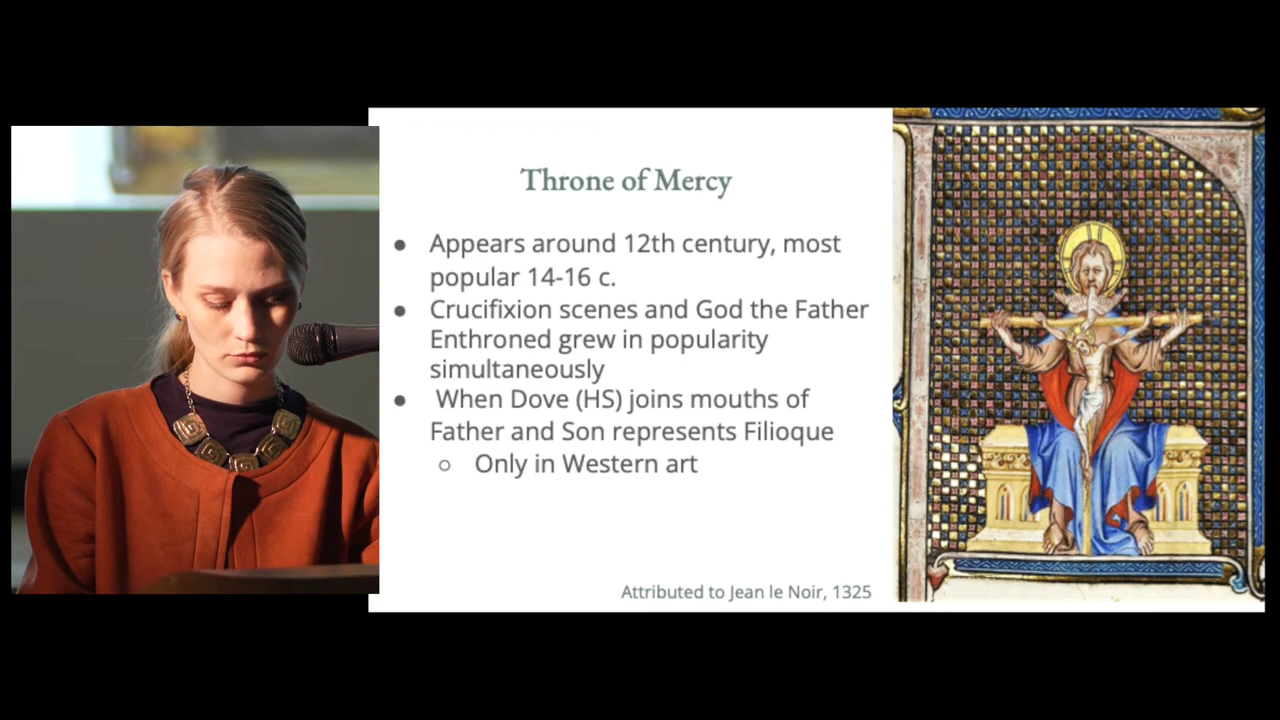 Throne of Mercy
● Appears around 12th century, most
popular 14-16 c.
● Crucifixion scenes and God the Father
Enthroned grew in popularity
simultaneously
● When Dove (HS) joins mouths of
Father and Son represents Filioque
○ Only in Western art
Attributed to Jean le Noir, 1325